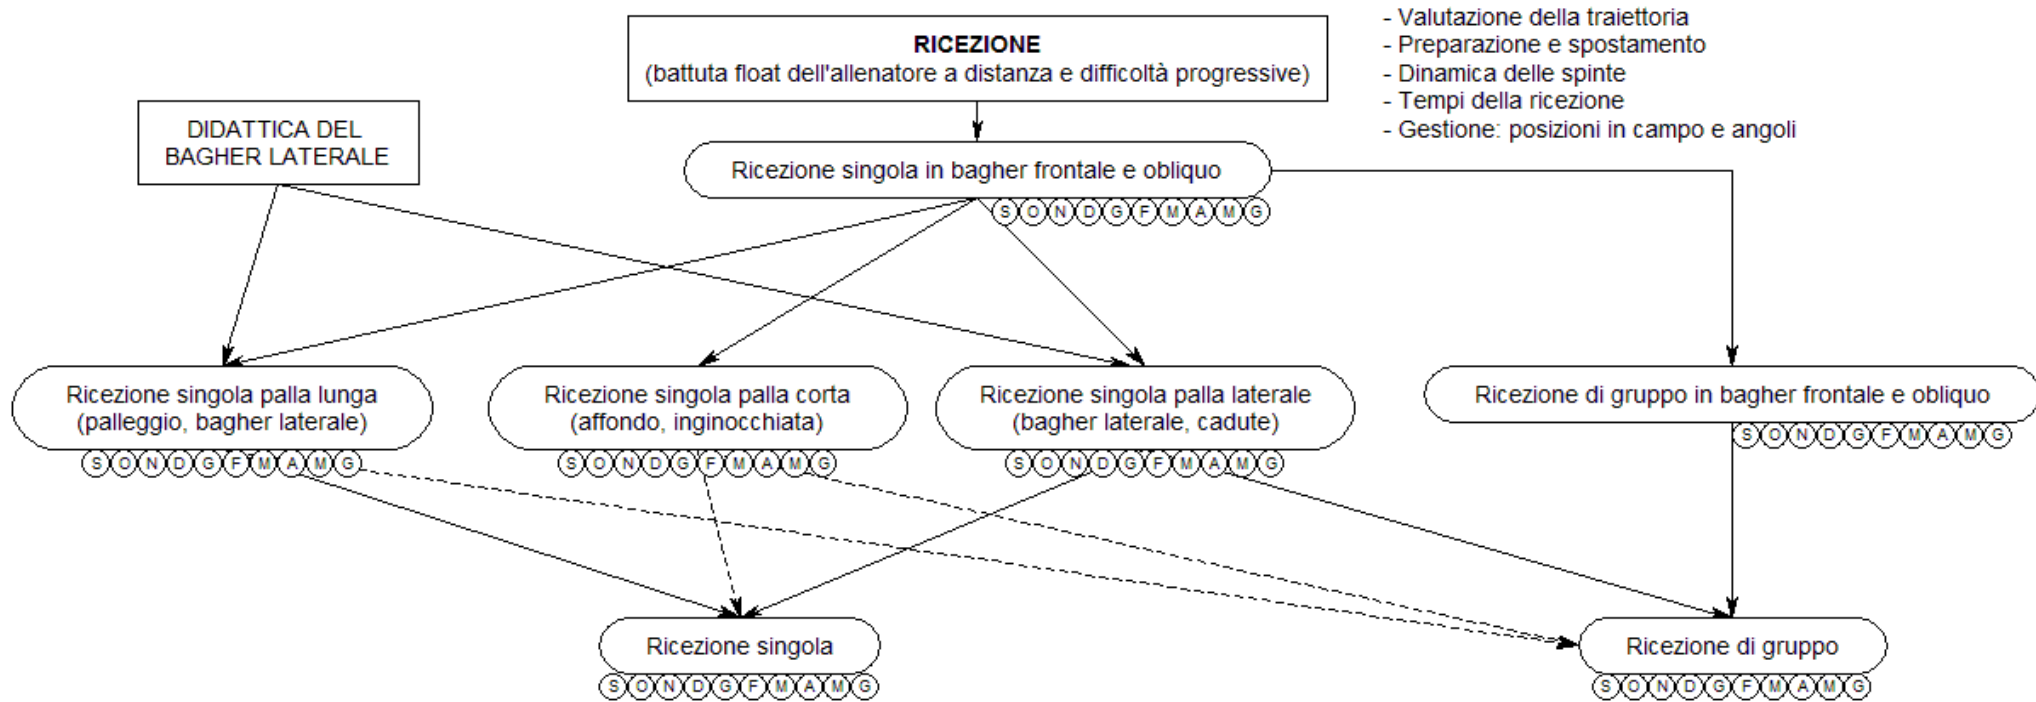 RICEZIONE
(battuta float dell'allenatore a distanza e difficoltà progressive)
- Valutazione della traiettoria
- Preparazione e spostamento
- Dinamica delle spinte
- Tempi della ricezione
- Gestione: posizioni in campo e angoli
DIDATTICA DEL
BAGHER LATERALE
Ricezione singola in bagher frontale e obliquo
S O N D G F M A M G
Ricezione singola palla lunga
(palleggio, bagher laterale)
S O N D G F M A M G
Ricezione singola palla corta
(affondo, inginocchiata)
S O N D G F M A M G
Ricezione singola palla laterale
(bagher laterale, cadute)
S O N D G F M A M G
Ricezione di gruppo in bagher frontale e obliquo
S O N D G F M A M G
Ricezione singola
S O N D G F M A M G
Ricezione di gruppo
S O N D G F M A M G